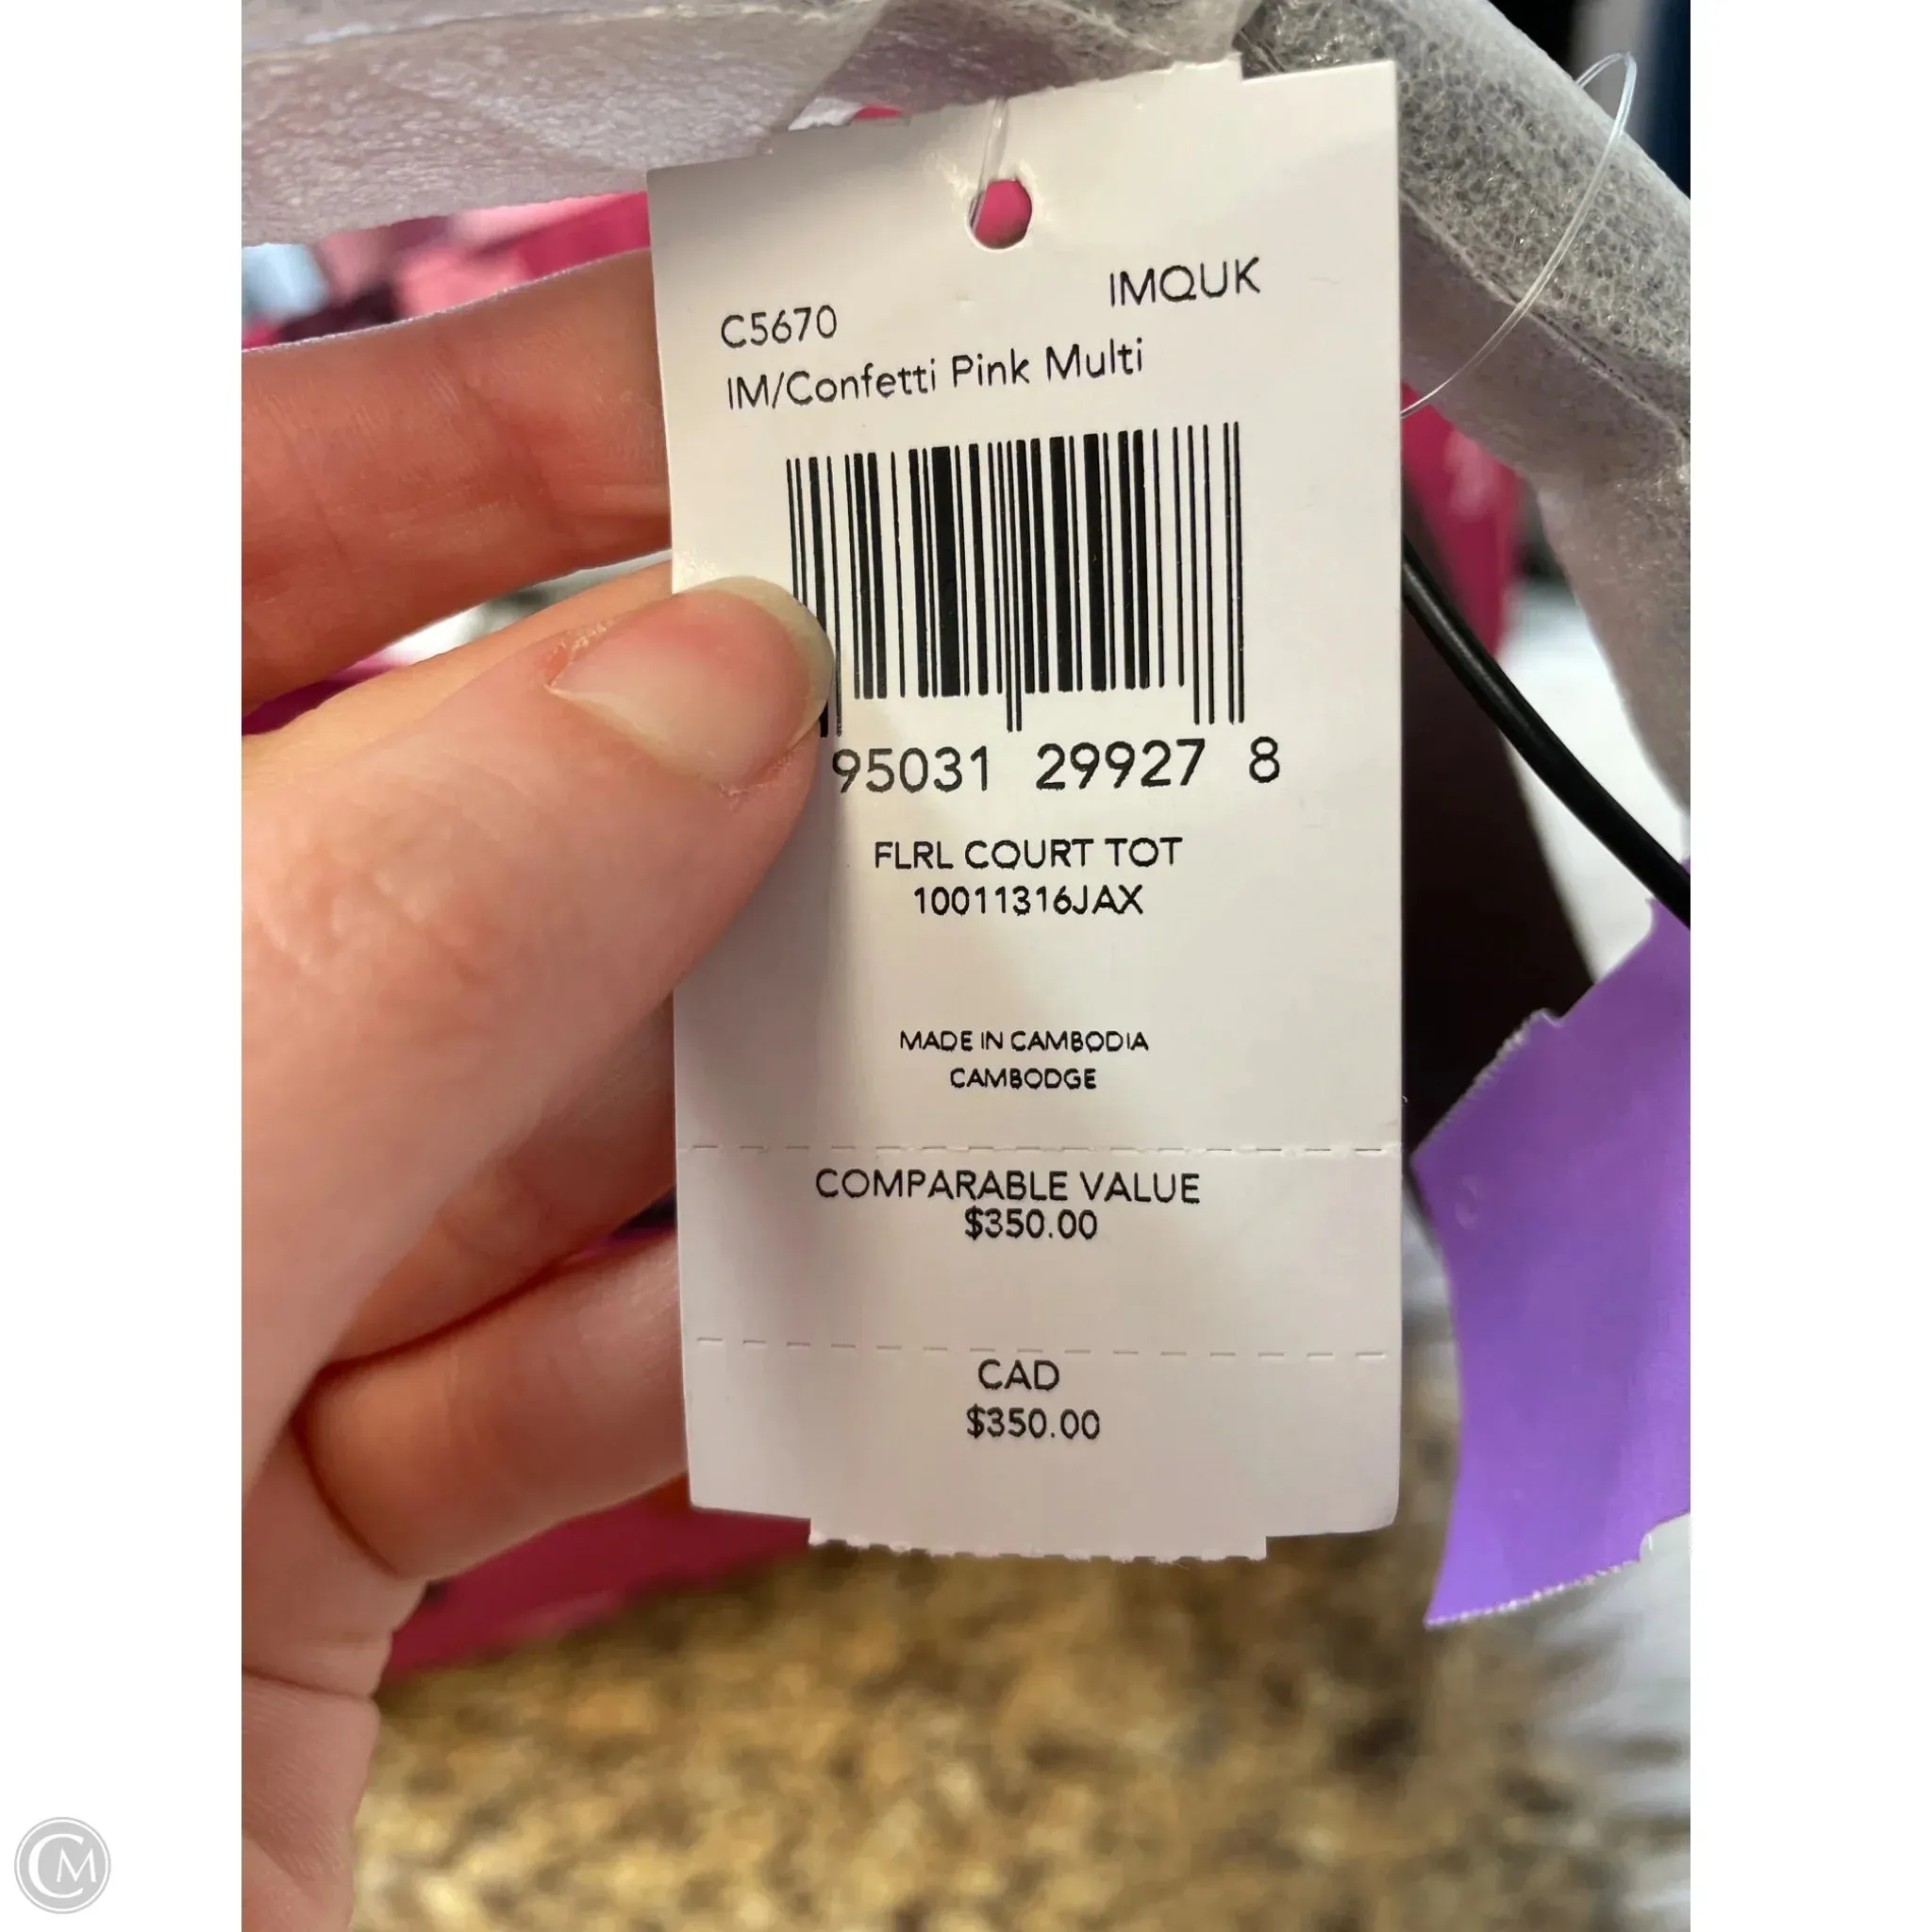 IMQUK
C5670
IM/Confetti Pink Multi
95031 29927 8
FLRL COURT TOT
10011316JAX
MADE IN CAMBODIA
CAMBODGE
COMPARABLE VALUE
$350.00
CAD
$350.00
CM